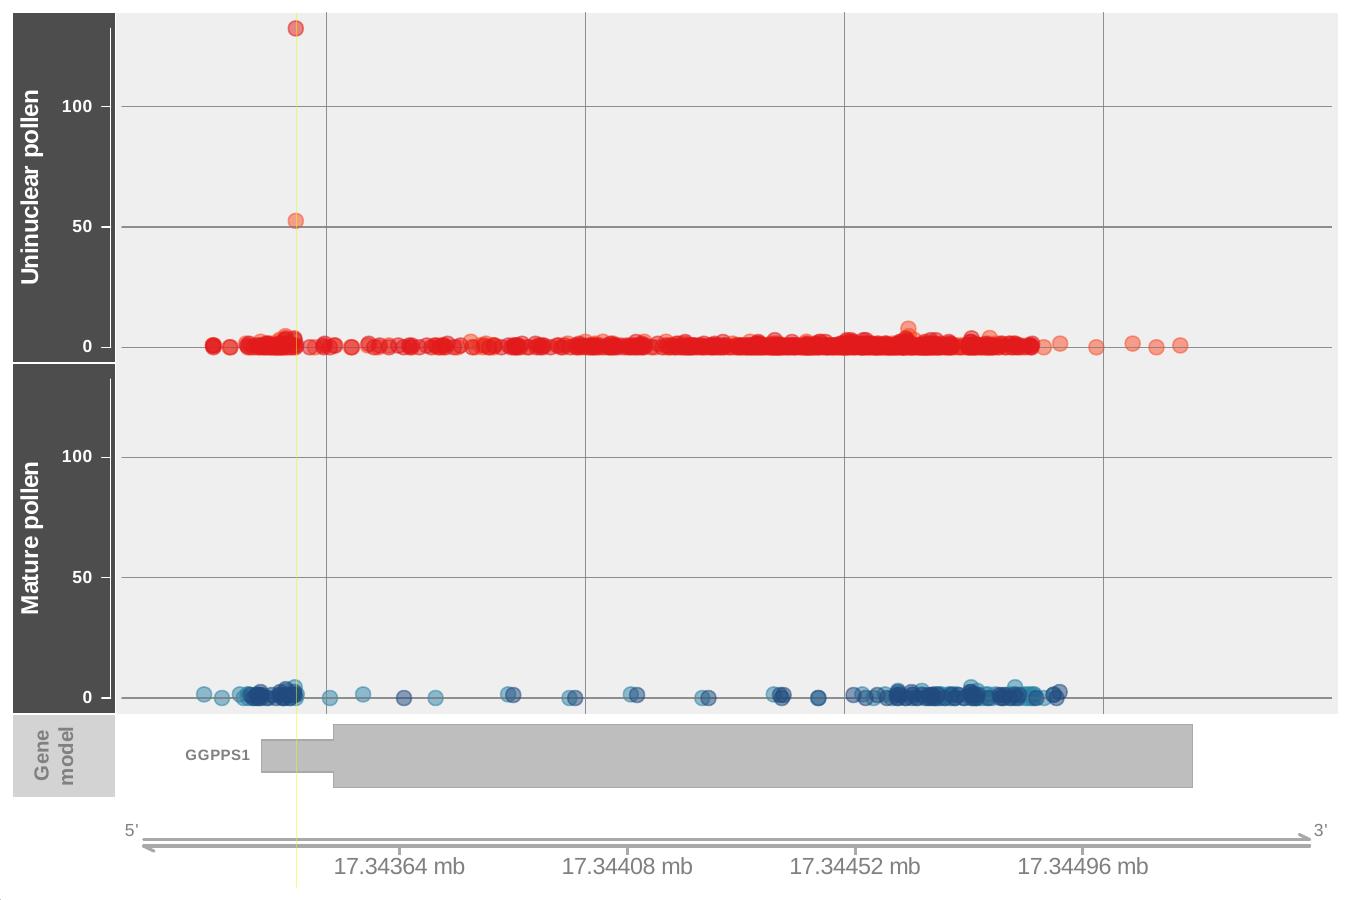 Uninuclear pollen
100
50
0
Mature pollen
100
50
0
Gene
model
GGPPS1
5'
3'
17.34364 mb
17.34408 mb
17.34452 mb
17.34496 mb